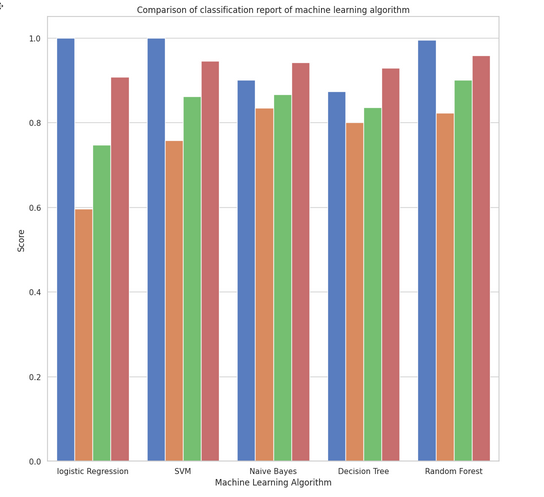 Comparison of classification report of machine learning algorithm
1.0
0.8
0.6
0.4
0.2
0.0
Score
logistic Regression SVM Naive Bayes Decision Tree Random Forest
Machine Learning Algorithm